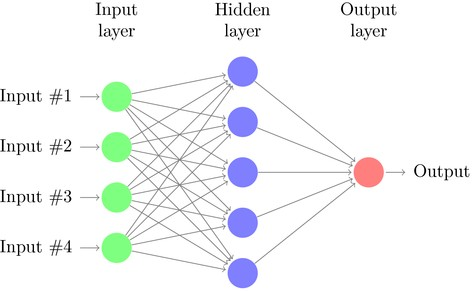 Input
layer
Hidden
layer
Output
layer
Input #1
Input #2
Input #3
Input #4
Output